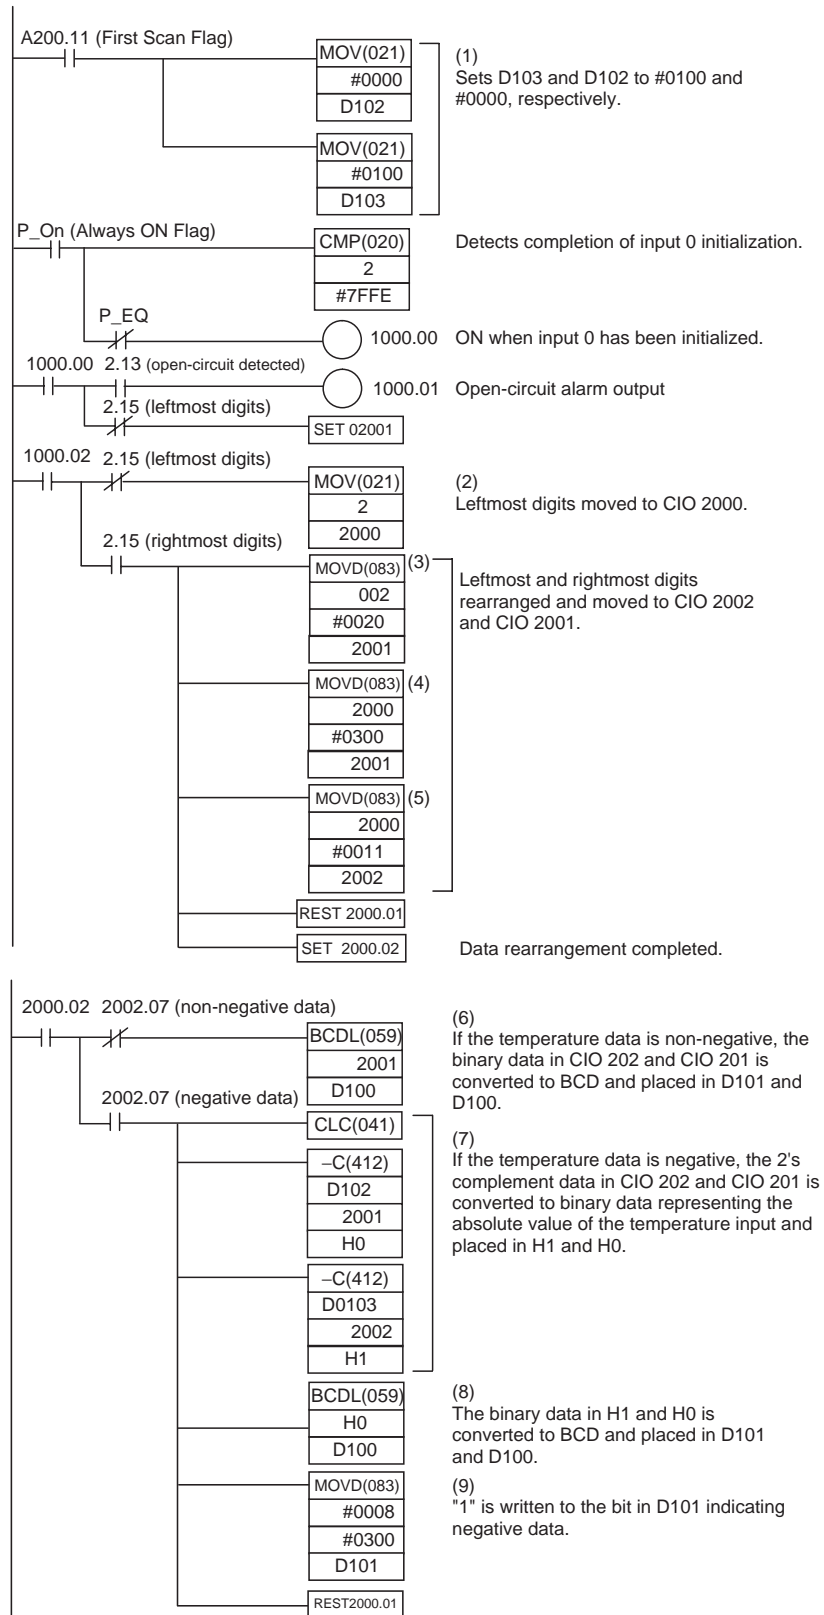 A200.11 (First Scan Flag)
MOV(021)
#0000
D102
(1)
Sets D103 and D102 to #0100 and
#0000, respectively.
MOV(021)
#0100
D103
P_On (Always ON Flag)
CMP(020)
2
#7FFE
Detects completion of input 0 initialization.
P_EQ
1000.00
ON when input 0 has been initialized.
1000.00 2.13 (open-circuit detected)
1000.01
Open-circuit alarm output
2.15 (leftmost digits)
SET 02001
1000.02 2.15 (leftmost digits)
MOV(021)
2
2000
(2)
Leftmost digits moved to CIO 2000.
2.15 (rightmost digits)
MOVD(083) (3)
002
#0020
2001
Leftmost and rightmost digits
rearranged and moved to CIO 2002
and CIO 2001.
MOVD(083) (4)
2000
#0300
2001
MOVD(083) (5)
2000
#0011
2002
REST 2000.01
SET 2000.02
Data rearrangement completed.
2000.02 2002.07 (non-negative data)
BCDL(059)
2001
D100
(6)
If the temperature data is non-negative, the
binary data in CIO 202 and CIO 201 is
converted to BCD and placed in D101 and
D100.
2002.07 (negative data)
CLC(041)
−C(412)
D102
2001
H0
(7)
If the temperature data is negative, the 2's
complement data in CIO 202 and CIO 201 is
converted to binary data representing the
absolute value of the temperature input and
placed in H1 and H0.
−C(412)
D0103
2002
H1
BCDL(059)
H0
D100
(8)
The binary data in H1 and H0 is
converted to BCD and placed in D101
and D100.
MOVD(083)
#0008
#0300
D101
(9)
"1" is written to the bit in D101 indicating
negative data.
REST2000.01